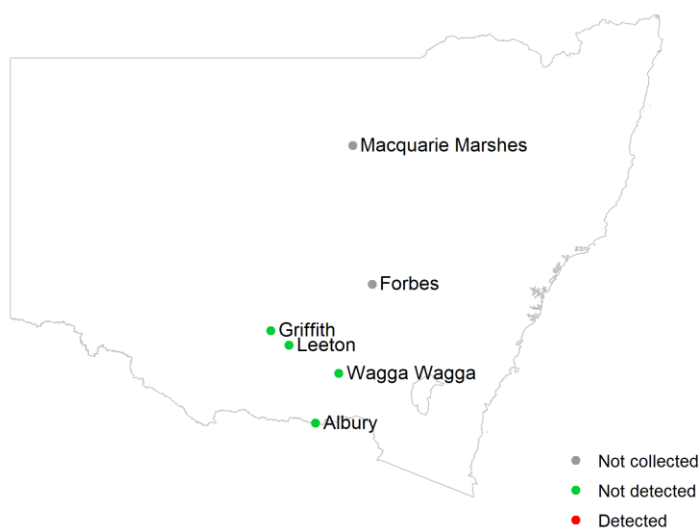 Macquarie Marshes
Forbes
Griffith
Leeton
Wagga Wagga
Albury
Not collected
Not detected
Detected